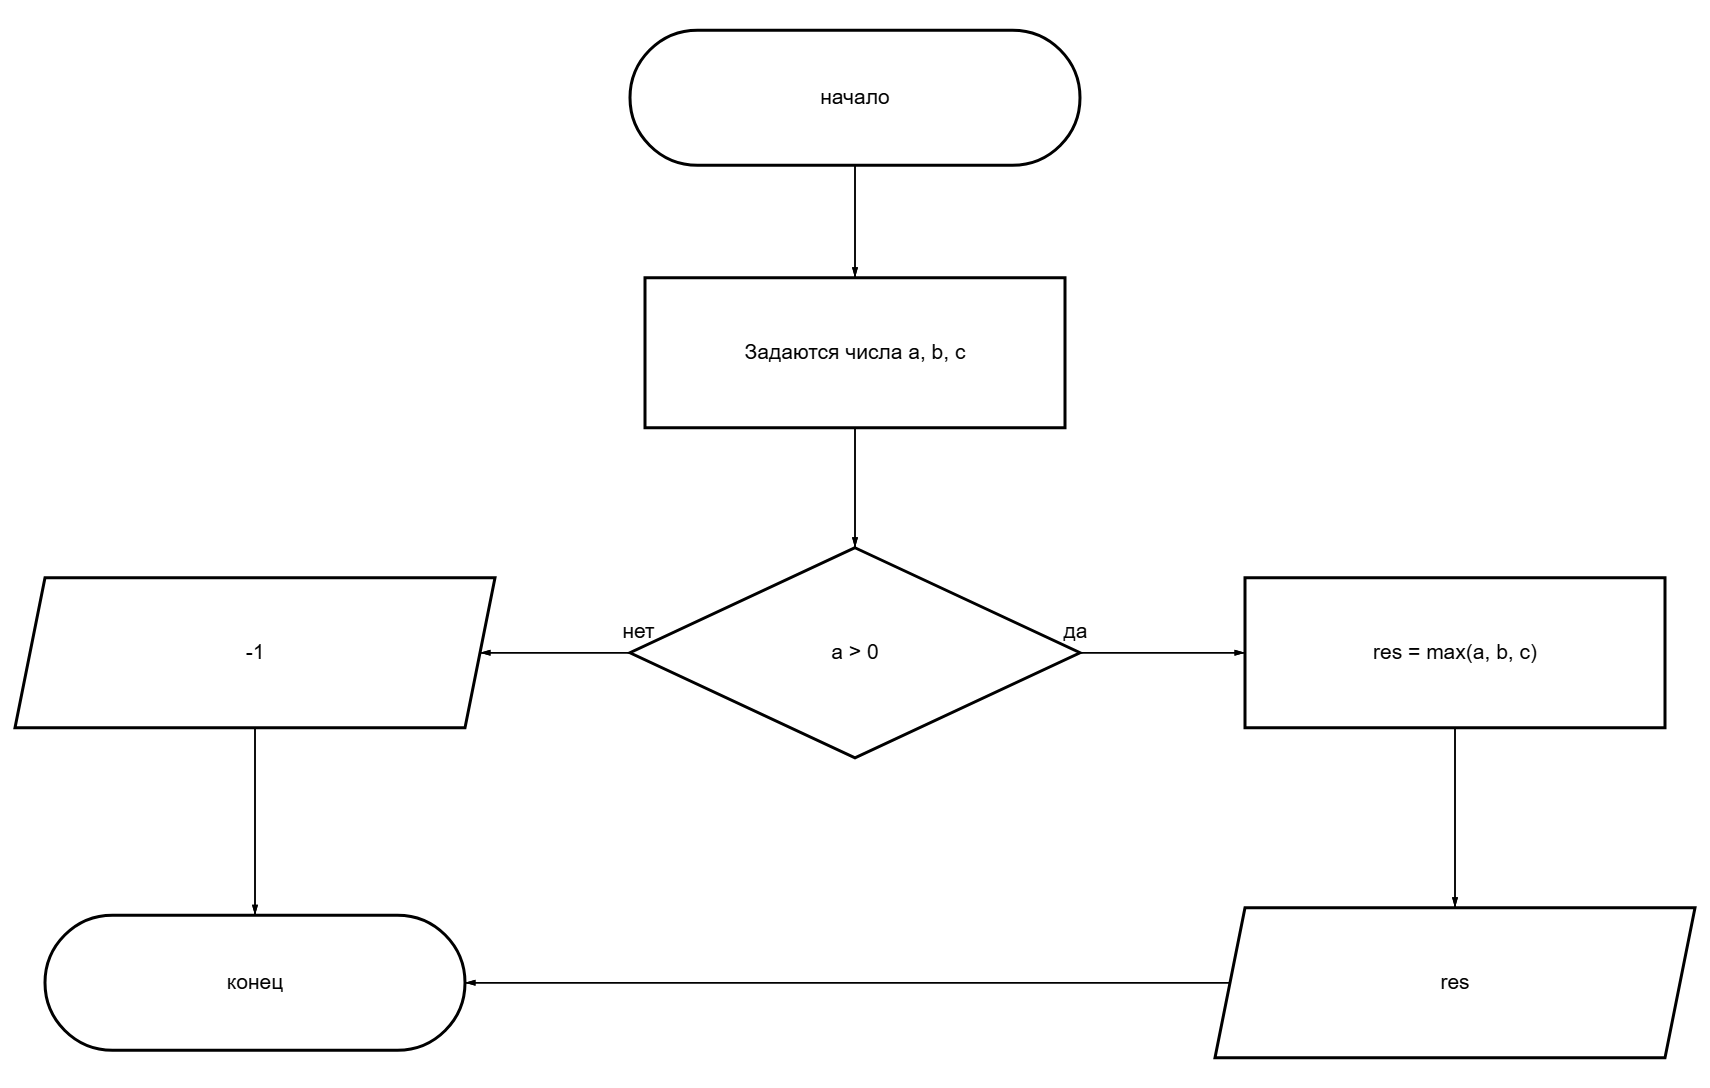 начало
Задаются числа a, b, c
нет
да
-1
a > 0
res = max(a, b, c)
конец
res